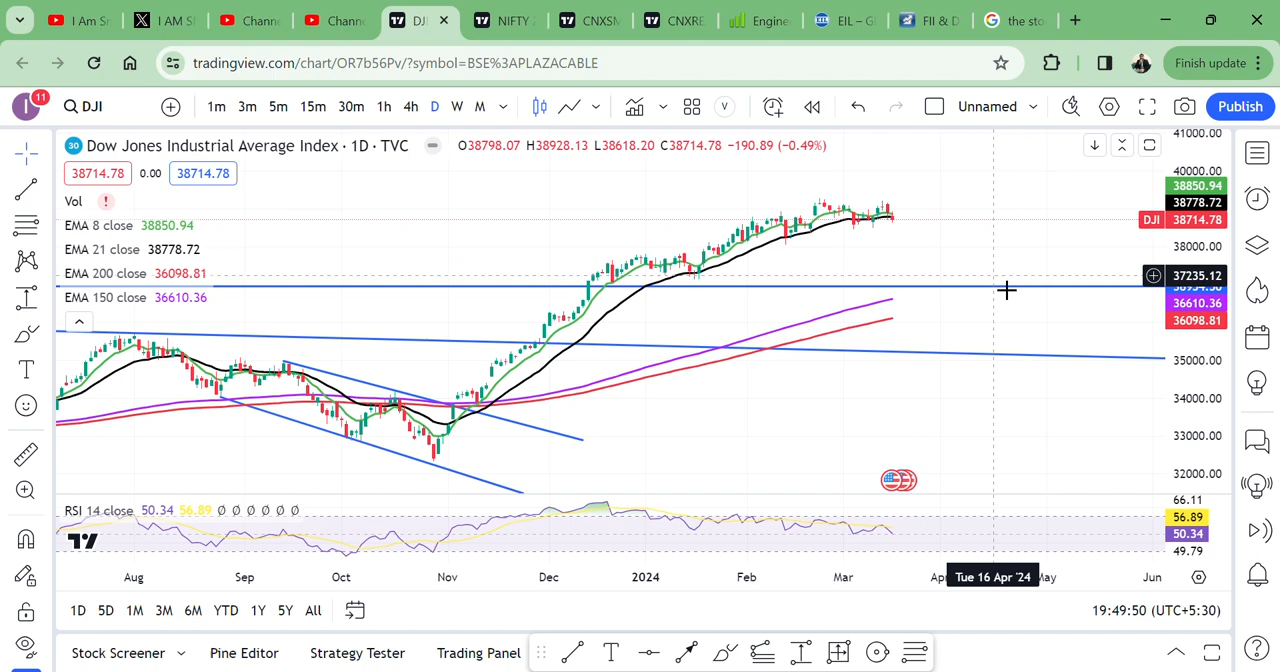 I Am Sr
I AM SI
Chann
Chann
DJI
NIFTY
CNXSM
CNXRE
Engine
EIL – G
FII & D
the sto
tradingview.com/chart/OR7b56Pv/?symbol=BSE%3APLAZACABLE
Finish update
I 11 DJI 1m 3m 5m 15m 30m 1h 4h D W M V Unnamed Publish
30 Dow Jones Industrial Average Index · 1D · TVC O38798.07 H38928.13 L38618.20 C38714.78 −190.89 (−0.49%)
38714.78 0.00 38714.78
Vol !
EMA 8 close 38850.94
EMA 21 close 38778.72
EMA 200 close 36098.81
EMA 150 close 36610.36
41000.00
40000.00
38850.94
38778.72
DJI 38714.78
38000.00
37235.12
36610.36
36098.81
35000.00
34000.00
33000.00
32000.00
RSI 14 close 50.34 56.89 Ø Ø Ø Ø Ø Ø
66.11
56.89
50.34
49.79
Aug Sep Oct Nov Dec 2024 Feb Mar Ap Tue 16 Apr '24 May Jun
1D 5D 1M 3M 6M YTD 1Y 5Y All 19:49:50 (UTC+5:30)
Stock Screener Pine Editor Strategy Tester Trading Panel